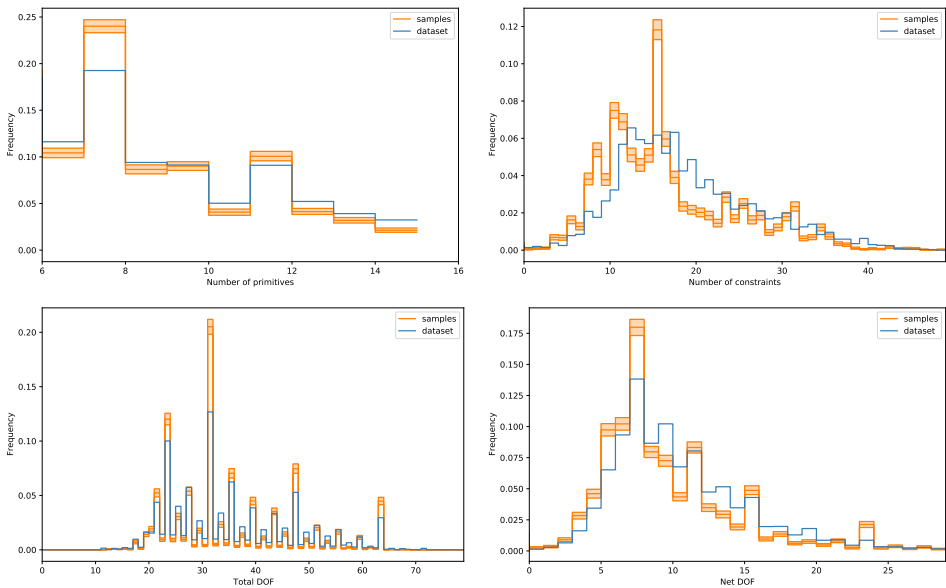 samples
dataset
Frequency
0.25
0.20
0.15
0.10
0.05
0.00
6 8 10 12 14 16
Number of primitives
samples
dataset
Frequency
0.12
0.10
0.08
0.06
0.04
0.02
0.00
0 10 20 30 40
Number of constraints
samples
dataset
Frequency
0.20
0.15
0.10
0.05
0.00
0 10 20 30 40 50 60 70
Total DOF
samples
dataset
Frequency
0.175
0.150
0.125
0.100
0.075
0.050
0.025
0.000
0 5 10 15 20 25
Net DOF